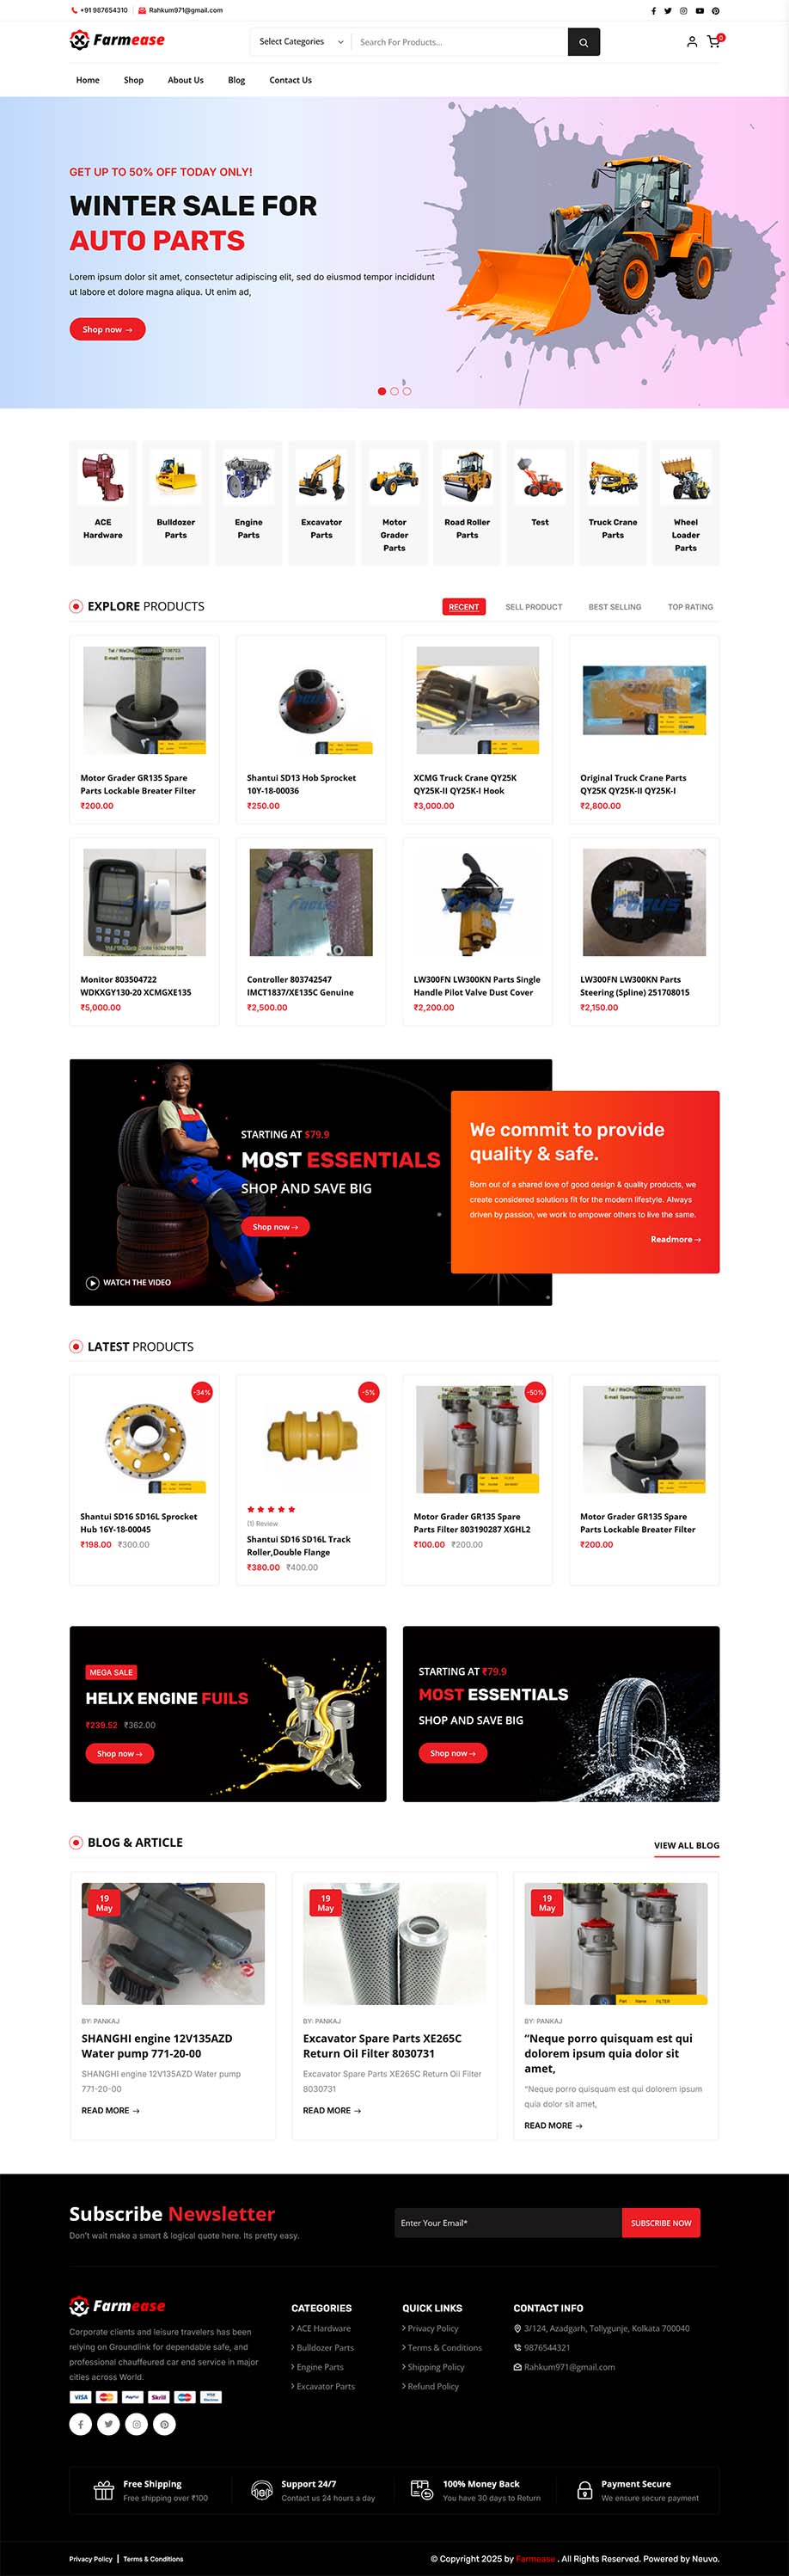 +91 987654310 Rahkum971@gmail.com
Farmease
Select Categories Search For Products...
0
Home Shop About Us Blog Contact Us
GET UP TO 50% OFF TODAY ONLY!
WINTER SALE FOR
AUTO PARTS
Lorem ipsum dolor sit amet, consectetur adipiscing elit, sed do eiusmod tempor incididunt
ut labore et dolore magna aliqua. Ut enim ad,
Shop now →
ACE
Hardware
Bulldozer
Parts
Engine
Parts
Excavator
Parts
Motor
Grader
Parts
Road Roller
Parts
Test
Truck Crane
Parts
Wheel
Loader
Parts
EXPLORE PRODUCTS
RECENT SELL PRODUCT BEST SELLING TOP RATING
Motor Grader GR135 Spare
Parts Lockable Breater Filter
₹200.00
Shantui SD13 Hob Sprocket
10Y-18-00036
₹250.00
XCMG Truck Crane QY25K
QY25K-II QY25K-I Hook
₹3,000.00
Original Truck Crane Parts
QY25K QY25K-II QY25K-I
₹2,800.00
Focus
Monitor 803504722
WDKXGY130-20 XCMGXE135
₹5,000.00
Focus
Controller 803742547
IMCT1837/XE135C Genuine
₹2,500.00
Focus
LW300FN LW300KN Parts Single
Handle Pilot Valve Dust Cover
₹2,200.00
Focus
LW300FN LW300KN Parts
Steering (Spline) 251708015
₹2,150.00
STARTING AT $79.9
MOST ESSENTIALS
SHOP AND SAVE BIG
Shop now →
WATCH THE VIDEO
We commit to provide
quality & safe.
Born out of a shared love of good design & quality products, we
create considered solutions fit for the modern lifestyle. Always
driven by passion, we work to empower others to live the same.
Readmore →
LATEST PRODUCTS
-34%
Shantui SD16 SD16L Sprocket
Hub 16Y-18-00045
₹198.00 ₹300.00
-5%
(1) Review
Shantui SD16 SD16L Track
Roller,Double Flange
₹380.00 ₹400.00
-50%
Motor Grader GR135 Spare
Parts Filter 803190287 XGHL2
₹100.00 ₹200.00
Motor Grader GR135 Spare
Parts Lockable Breater Filter
₹200.00
MEGA SALE
HELIX ENGINE FUILS
₹239.52 ₹362.00
Shop now →
STARTING AT ₹79.9
MOST ESSENTIALS
SHOP AND SAVE BIG
Shop now →
BLOG & ARTICLE
VIEW ALL BLOG
19
May
BY: PANKAJ
SHANGHI engine 12V135AZD
Water pump 771-20-00
SHANGHI engine 12V135AZD Water pump
771-20-00
READ MORE →
19
May
BY: PANKAJ
Excavator Spare Parts XE265C
Return Oil Filter 8030731
Excavator Spare Parts XE265C Return Oil Filter
8030731
READ MORE →
19
May
Part Name FILTER
BY: PANKAJ
“Neque porro quisquam est qui
dolorem ipsum quia dolor sit
amet,
“Neque porro quisquam est qui dolorem ipsum
quia dolor sit amet,
READ MORE →
Subscribe Newsletter
Don't wait make a smart & logical quote here. Its pretty easy.
Enter Your Email*
SUBSCRIBE NOW
Farmease
Corporate clients and leisure travelers has been
relying on Groundlink for dependable safe, and
professional chauffeured car end service in major
cities across World.
VISA PayPal Skrill
CATEGORIES
ACE Hardware
Bulldozer Parts
Engine Parts
Excavator Parts
QUICK LINKS
Privacy Policy
Terms & Conditions
Shipping Policy
Refund Policy
CONTACT INFO
3/124, Azadgarh, Tollygunje, Kolkata 700040
9876544321
Rahkum971@gmail.com
Free Shipping
Free shipping over ₹100
Support 24/7
Contact us 24 hours a day
100% Money Back
You have 30 days to Return
Payment Secure
We ensure secure payment
Privacy Policy | Terms & Conditions
© Copyright 2025 by Farmease . All Rights Reserved. Powered by Neuvo.